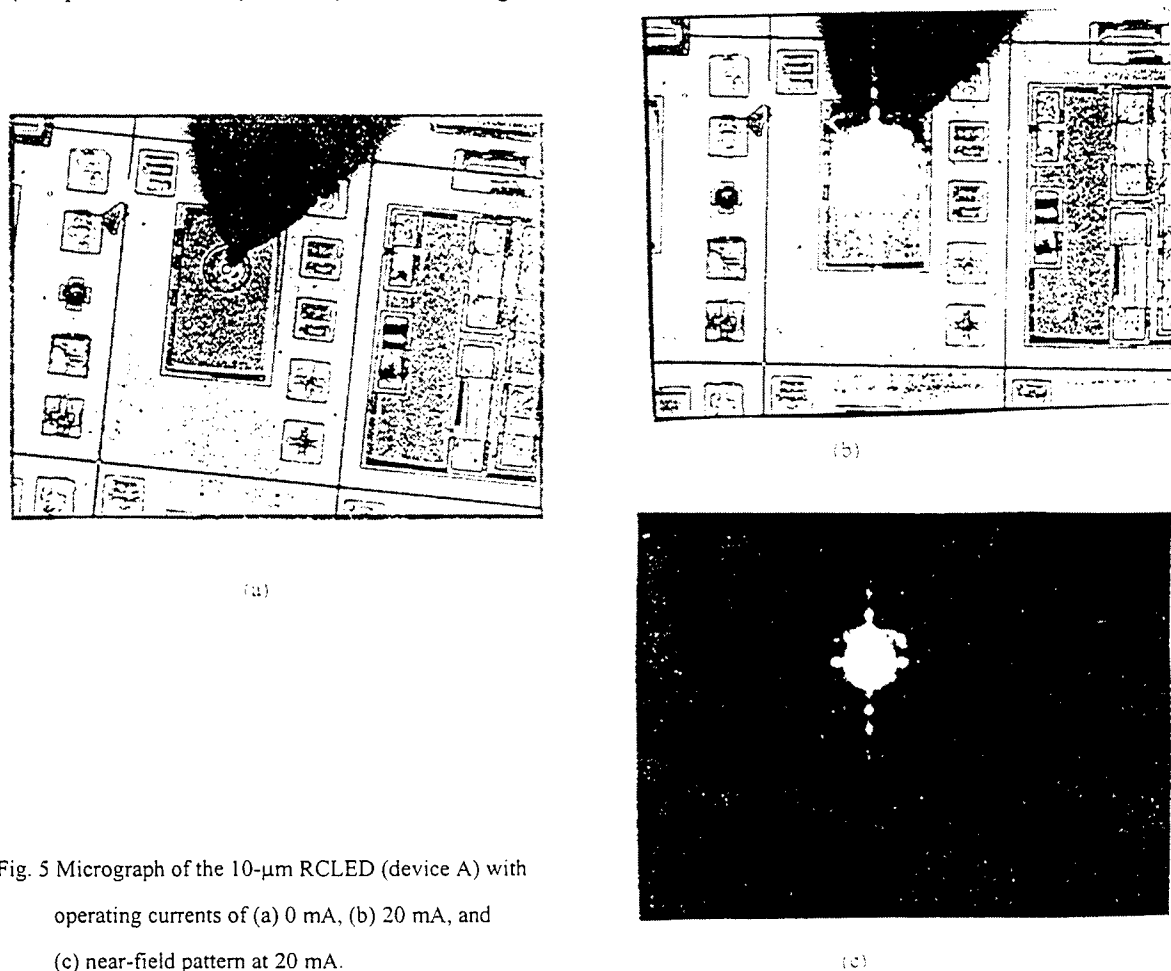 (a)
(b)
Fig. 5 Micrograph of the 10-µm RCLED (device A) with
operating currents of (a) 0 mA, (b) 20 mA, and
(c) near-field pattern at 20 mA.
(c)